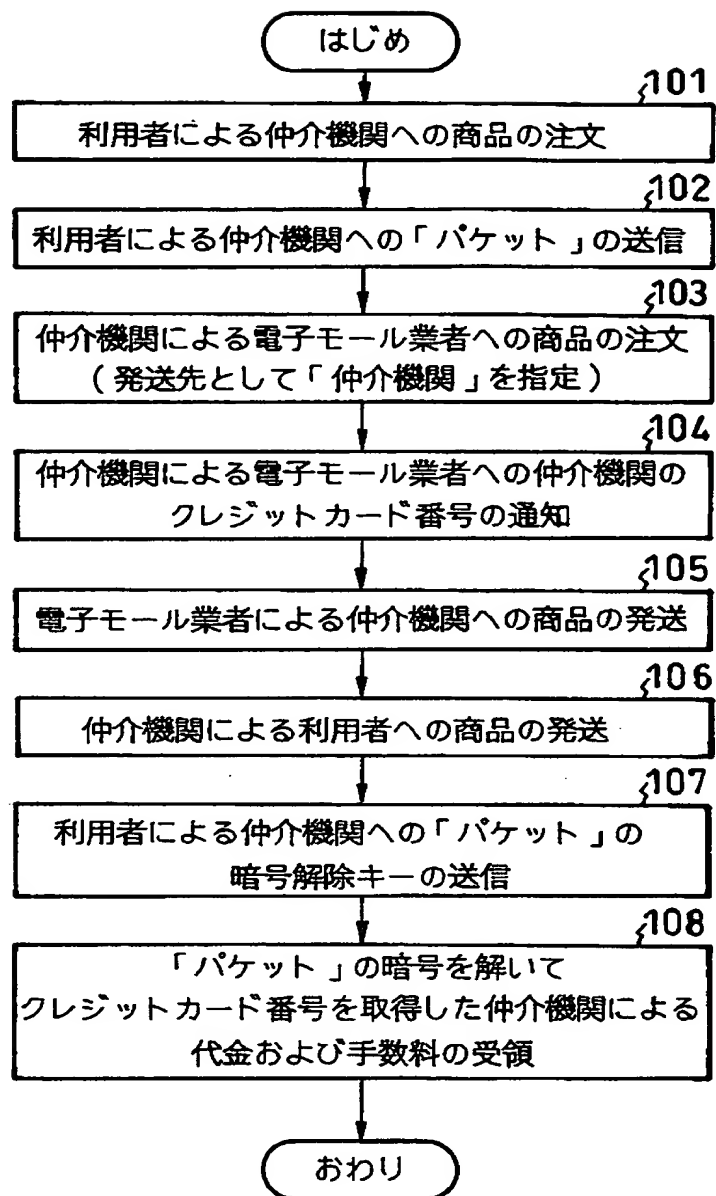 はじめ
101
利用者による仲介機関への商品の注文
102
利用者による仲介機関への「パケット」の送信
103
仲介機関による電子モール業者への商品の注文
(発送先として「仲介機関」を指定)
104
仲介機関による電子モール業者への仲介機関の
クレジットカード番号の通知
105
電子モール業者による仲介機関への商品の発送
106
仲介機関による利用者への商品の発送
107
利用者による仲介機関への「パケット」の
暗号解除キーの送信
108
「パケット」の暗号を解いて
クレジットカード番号を取得した仲介機関による
代金および手数料の受領
おわり